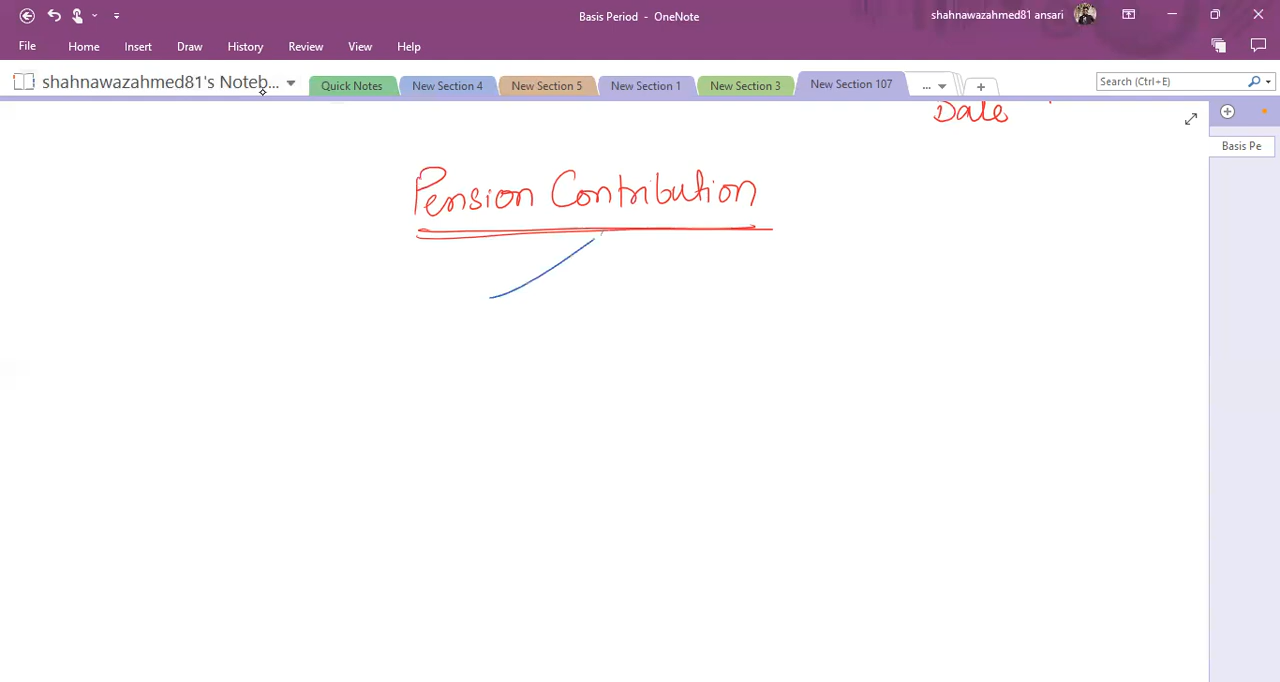 Basis Period - OneNote
shahnawazahmed81 ansari
File Home Insert Draw History Review View Help
shahnawazahmed81's Noteb... Quick Notes New Section 4 New Section 5 New Section 1 New Section 3 New Section 107 ... + Search (Ctrl+E)
Date
Basis Pe
Pension Contribution